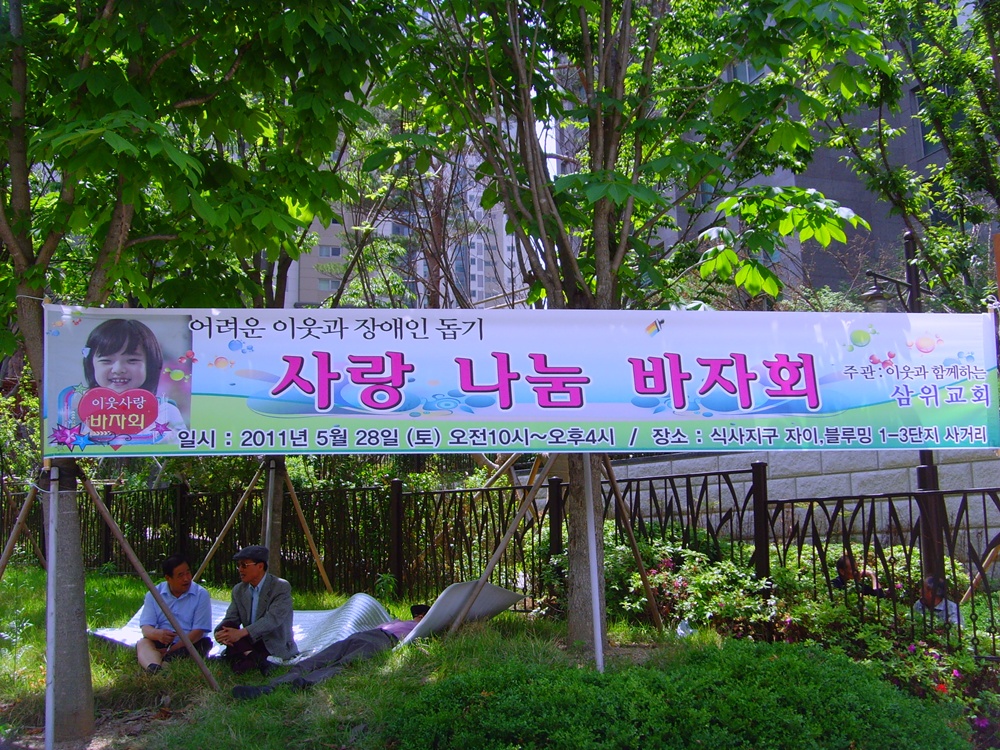 어려운 이웃과 장애인 돕기
사랑 나눔 바자회
주관 : 이웃과 함께하는
삼위교회
이웃사랑
바자회
일시 : 2011년 5월 28일 (토) 오전10시~오후4시 / 장소 : 식사지구 자이,블루밍 1-3단지 사거리